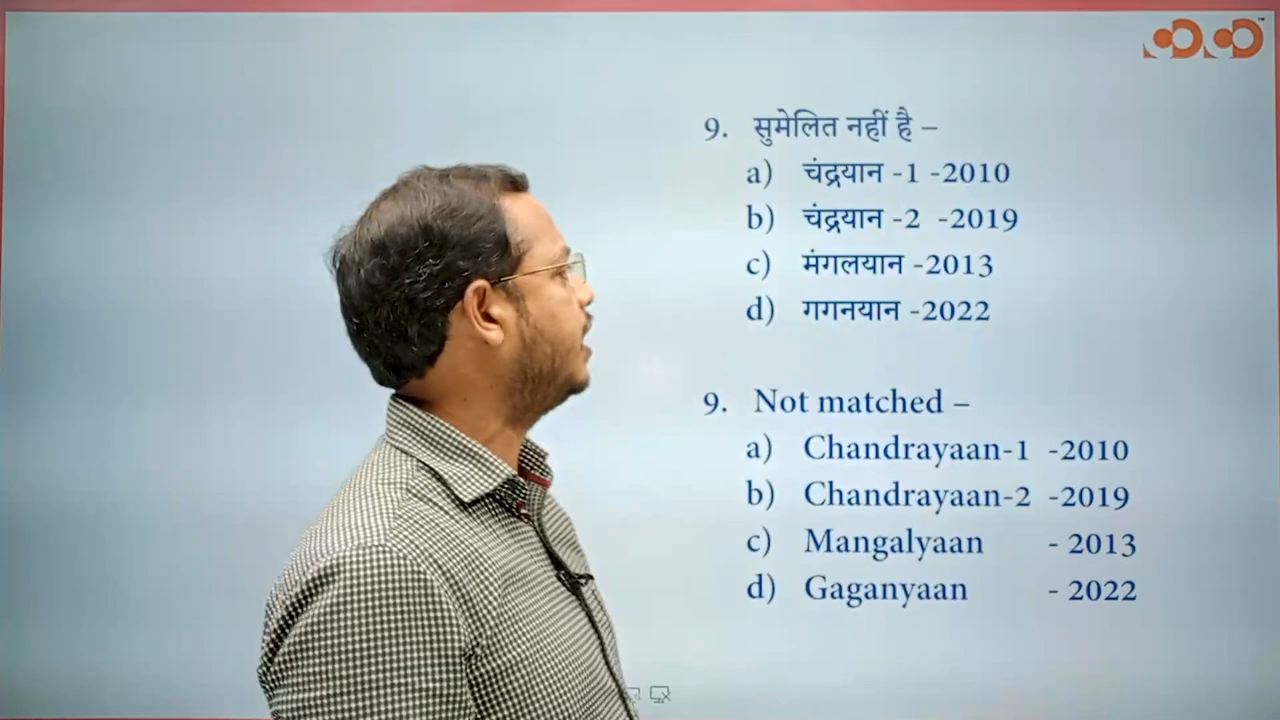 9. सुमेलित नहीं है –
a) चंद्रयान -1 -2010
b) चंद्रयान -2 -2019
c) मंगलयान -2013
d) गगनयान -2022
9. Not matched –
a) Chandrayaan-1 -2010
b) Chandrayaan-2 -2019
c) Mangalyaan - 2013
d) Gaganyaan - 2022